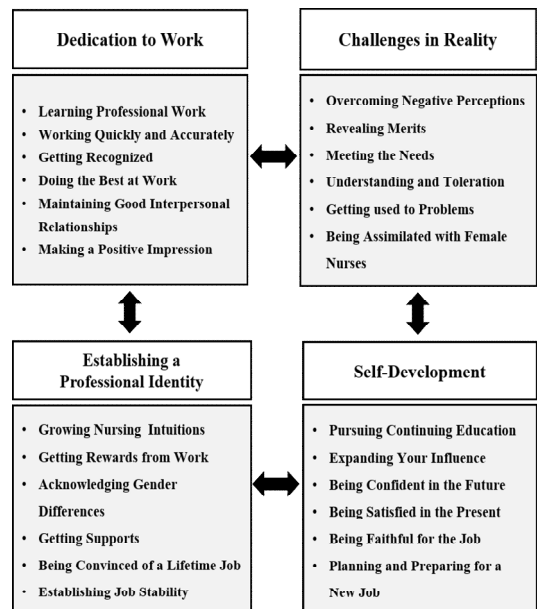 Dedication to Work
• Learning Professional Work
• Working Quickly and Accurately
• Getting Recognized
• Doing the Best at Work
• Maintaining Good Interpersonal
Relationships
• Making a Positive Impression
Challenges in Reality
• Overcoming Negative Perceptions
• Revealing Merits
• Meeting the Needs
• Understanding and Toleration
• Getting used to Problems
• Being Assimilated with Female
Nurses
Establishing a
Professional Identity
• Growing Nursing Intuitions
• Getting Rewards from Work
• Acknowledging Gender
Differences
• Getting Supports
• Being Convinced of a Lifetime Job
• Establishing Job Stability
Self-Development
• Pursuing Continuing Education
• Expanding Your Influence
• Being Confident in the Future
• Being Satisfied in the Present
• Being Faithful for the Job
• Planning and Preparing for a
New Job